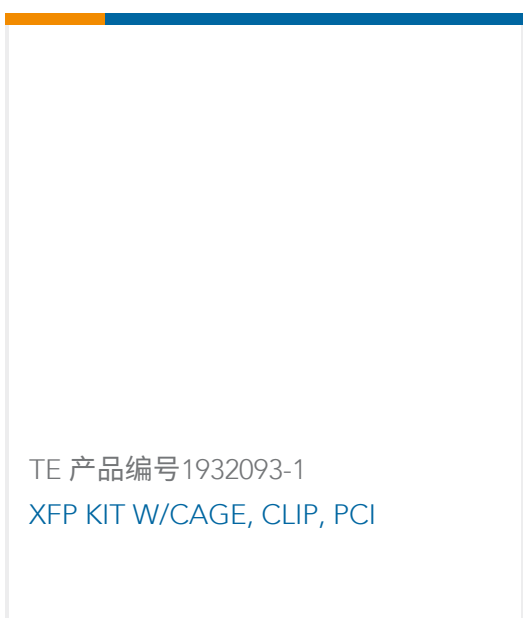 TE 产品编号1932093-1
XFP KIT W/CAGE, CLIP, PCI